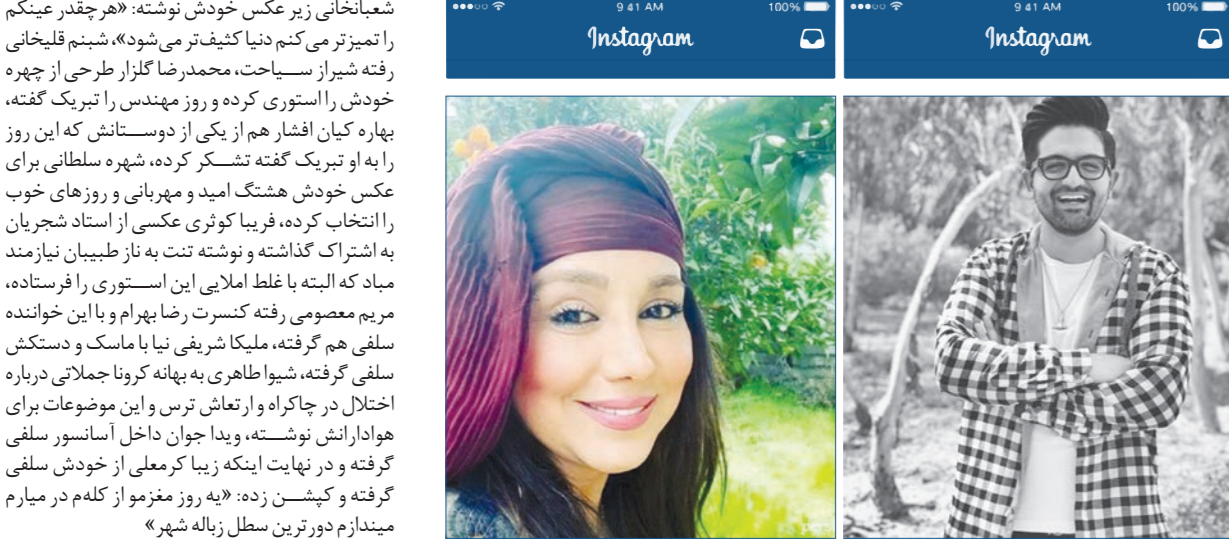 شعبانخانی زیر عکس خودش نوشته: «هر چقدر عینکم
را تمیزتر می‌کنم دنیا کثیف‌تر می‌شود»، شبنم قلیخانی
رفته شیراز سیاحت، محمدرضا گلزار طرحی از چهره
خودش را استوری کرده و روز مهندس را تبریک گفته،
بهاره کیان افشار هم از یکی از دوستانش که این روز
را به او تبریک گفته تشکر کرده، شهره سلطانی برای
عکس خودش هشتگ امید و مهربانی و روزهای خوب
را انتخاب کرده، فریبا کوثری عکسی از استاد شجریان
به اشتراک گذاشته و نوشته تنت به ناز طبیبان نیازمند
مباد که البته با غلط املایی این استوری را فرستاده،
مریم معصومی رفته کنسرت رضا بهرام و با این خواننده
سلفی هم گرفته، ملیکا شریفی نیا با ماسک و دستکش
سلفی گرفته، شیوا طاهری به بهانه کرونا جملاتی درباره
اختلال در چاکراه و ارتعاش ترس و این موضوعات برای
هوادارانش نوشته، ویدا جوان داخل آسانسور سلفی
گرفته و در نهایت اینکه زیبا کرمعلی از خودش سلفی
گرفته و کپشن زده: «یه روز مغزمو از کلهم در میارم
میندازم دورترین سطل زباله شهر»
9 41 AM
100%
Instagram
9 41 AM
100%
Instagram